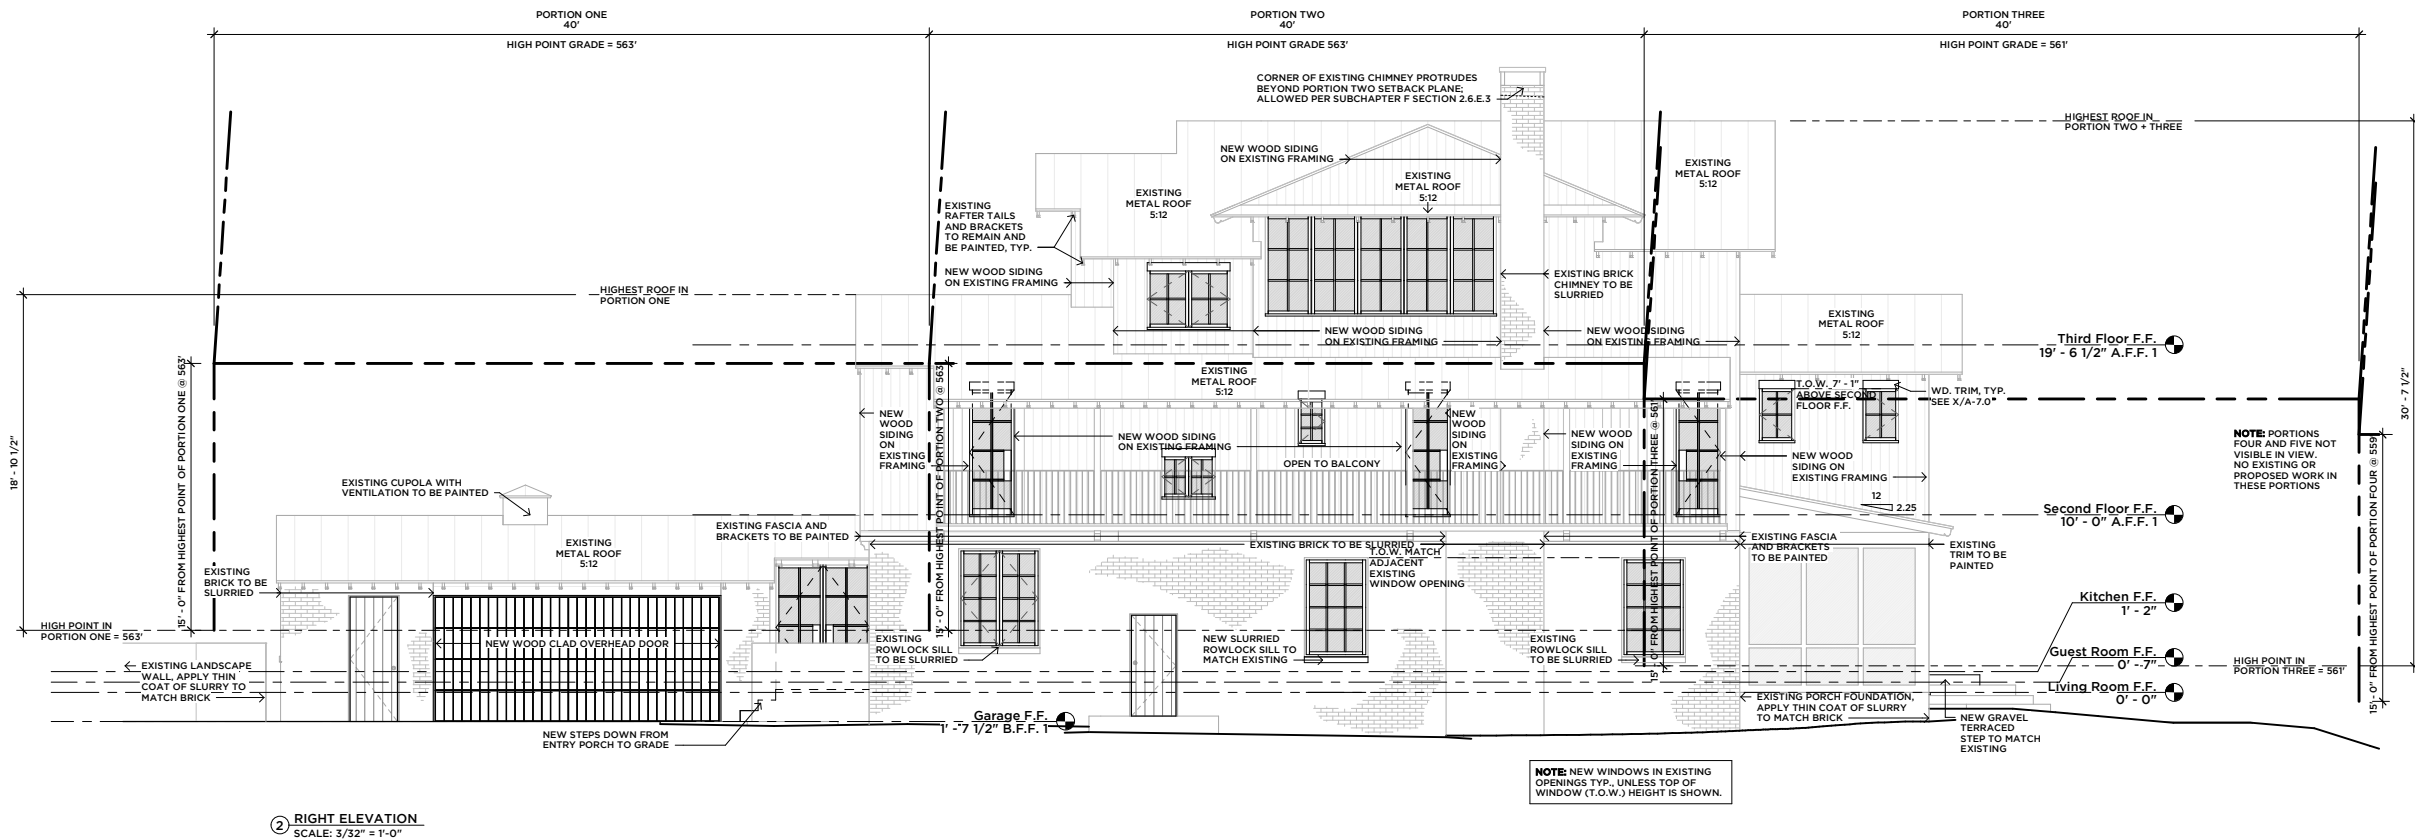 PORTION ONE
40'
HIGH POINT GRADE = 563'
PORTION TWO
40'
HIGH POINT GRADE 563'
PORTION THREE
40'
HIGH POINT GRADE = 561'
CORNER OF EXISTING CHIMNEY PROTRUDES
BEYOND PORTION TWO SETBACK PLANE;
ALLOWED PER SUBCHAPTER F SECTION 2.6.E.3
HIGHEST ROOF IN
PORTION TWO + THREE
NEW WOOD SIDING
ON EXISTING FRAMING
EXISTING
METAL ROOF
5:12
EXISTING
METAL ROOF
5:12
EXISTING
METAL ROOF
5:12
EXISTING
RAFTER TAILS
AND BRACKETS
TO REMAIN AND
BE PAINTED, TYP.
NEW WOOD SIDING
ON EXISTING FRAMING
EXISTING BRICK
CHIMNEY TO BE
SLURRIED
HIGHEST ROOF IN
PORTION ONE
NEW WOOD SIDING
ON EXISTING FRAMING
NEW WOOD SIDING
ON EXISTING FRAMING
EXISTING
METAL ROOF
5:12
Third Floor F.F.
19' - 6 1/2" A.F.F. 1
18' - 10 1/2"
15' - 0" FROM HIGHEST POINT OF PORTION ONE @ 563'
15' - 0" FROM HIGHEST POINT OF PORTION TWO @ 563'
15' - 0" FROM HIGHEST POINT OF PORTION THREE @ 561'
15' - 0" FROM HIGHEST POINT OF PORTION FOUR @ 559'
30' - 7 1/2"
EXISTING
METAL ROOF
5:12
T.O.W. 7' - 1"
ABOVE SECOND
FLOOR F.F.
WD. TRIM, TYP.
SEE X/A-7.0
NEW
WOOD
SIDING
ON
EXISTING
FRAMING
NEW WOOD SIDING
ON EXISTING FRAMING
OPEN TO BALCONY
NEW
WOOD
SIDING
ON
EXISTING
FRAMING
NEW WOOD
SIDING ON
EXISTING
FRAMING
NEW WOOD
SIDING ON
EXISTING FRAMING
NOTE: PORTIONS
FOUR AND FIVE NOT
VISIBLE IN VIEW.
NO EXISTING OR
PROPOSED WORK IN
THESE PORTIONS
EXISTING CUPOLA WITH
VENTILATION TO BE PAINTED
12
2.25
Second Floor F.F.
10' - 0" A.F.F. 1
EXISTING FASCIA AND
BRACKETS TO BE PAINTED
EXISTING
METAL ROOF
5:12
EXISTING BRICK TO BE SLURRIED
T.O.W. MATCH
ADJACENT
EXISTING
WINDOW OPENING
EXISTING FASCIA
AND BRACKETS
TO BE PAINTED
EXISTING
TRIM TO BE
PAINTED
EXISTING
BRICK TO BE
SLURRIED
Kitchen F.F.
1' - 2"
HIGH POINT IN
PORTION ONE = 563'
NEW WOOD CLAD OVERHEAD DOOR
EXISTING
ROWLOCK SILL
TO BE SLURRIED
NEW SLURRIED
ROWLOCK SILL TO
MATCH EXISTING
EXISTING
ROWLOCK SILL
TO BE SLURRIED
Guest Room F.F.
0' - 7"
HIGH POINT IN
PORTION THREE = 561'
EXISTING LANDSCAPE
WALL, APPLY THIN
COAT OF SLURRY TO
MATCH BRICK
Living Room F.F.
0' - 0"
EXISTING PORCH FOUNDATION,
APPLY THIN COAT OF SLURRY
TO MATCH BRICK
Garage F.F.
1' - 7 1/2" B.F.F. 1
NEW STEPS DOWN FROM
ENTRY PORCH TO GRADE
NEW GRAVEL
TERRACED
STEP TO MATCH
EXISTING
NOTE: NEW WINDOWS IN EXISTING
OPENINGS TYP., UNLESS TOP OF
WINDOW (T.O.W.) HEIGHT IS SHOWN.
2 RIGHT ELEVATION
SCALE: 3/32" = 1'-0"